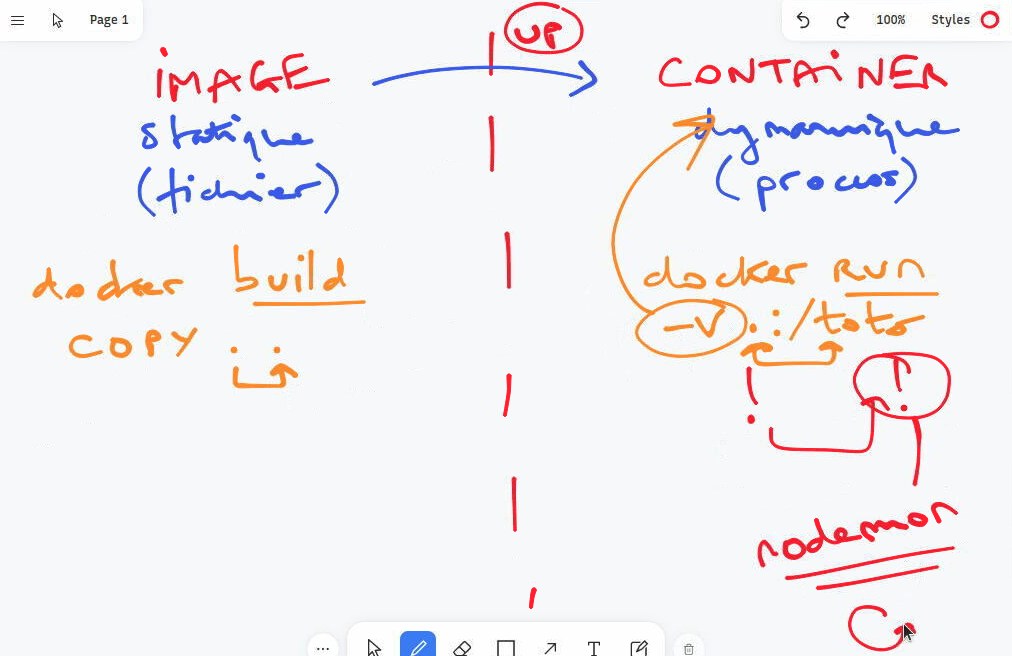 Page 1
100% Styles
UP
IMAGE
statique
(fichier)
docker build
COPY . .
CONTAINER
dynamique
(process)
docker RUN
-V .:/toto
!
!
nodemon
T